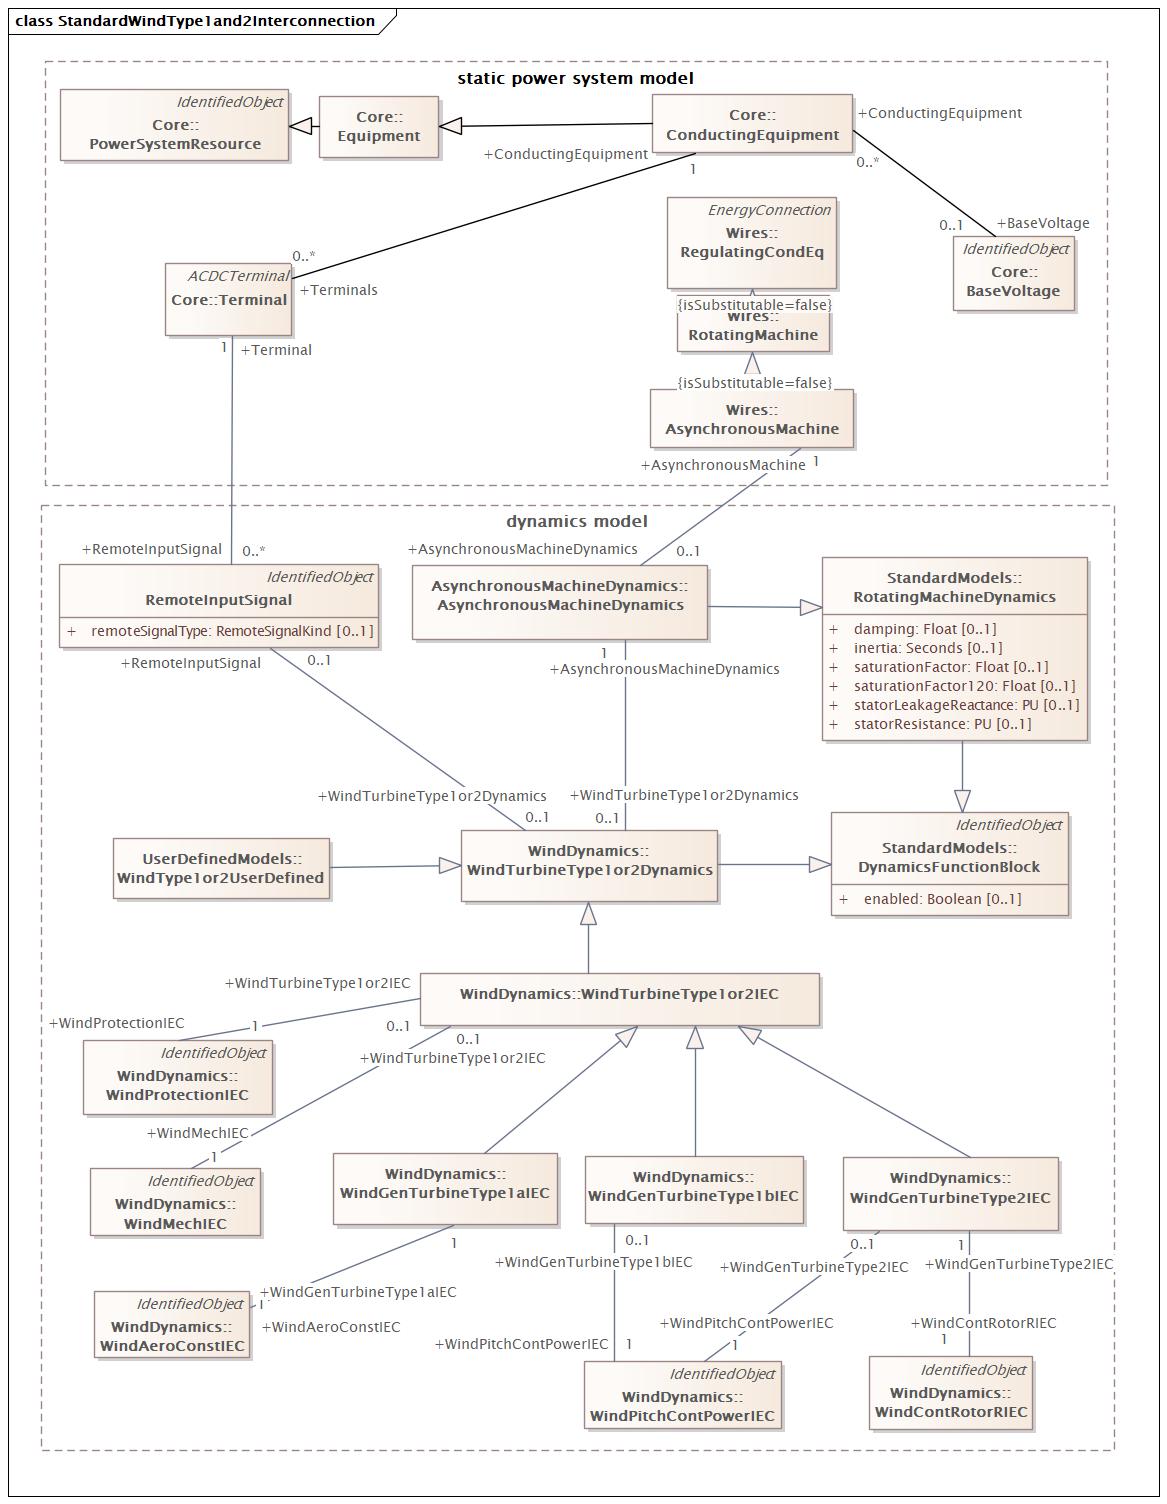 class StandardWindType1and2Interconnection
static power system model
IdentifiedObject
Core::
PowerSystemResource
Core::
Equipment
Core::
ConductingEquipment
+ConductingEquipment
0..*
+ConductingEquipment
1
EnergyConnection
Wires::
RegulatingCondEq
0..1
+BaseVoltage
IdentifiedObject
Core::
BaseVoltage
0..*
+Terminals
ACDCTerminal
Core::Terminal
{isSubstitutable=false}
Wires::
RotatingMachine
1
+Terminal
{isSubstitutable=false}
Wires::
AsynchronousMachine
+AsynchronousMachine
1
dynamics model
+RemoteInputSignal
0..*
+AsynchronousMachineDynamics
0..1
IdentifiedObject
RemoteInputSignal
+ remoteSignalType: RemoteSignalKind [0..1]
AsynchronousMachineDynamics::
AsynchronousMachineDynamics
StandardModels::
RotatingMachineDynamics
+ damping: Float [0..1]
+ inertia: Seconds [0..1]
+ saturationFactor: Float [0..1]
+ saturationFactor120: Float [0..1]
+ statorLeakageReactance: PU [0..1]
+ statorResistance: PU [0..1]
+RemoteInputSignal
0..1
1
+AsynchronousMachineDynamics
+WindTurbineType1or2Dynamics
0..1
+WindTurbineType1or2Dynamics
0..1
UserDefinedModels::
WindType1or2UserDefined
WindDynamics::
WindTurbineType1or2Dynamics
IdentifiedObject
StandardModels::
DynamicsFunctionBlock
+ enabled: Boolean [0..1]
+WindTurbineType1or2IEC
WindDynamics::WindTurbineType1or2IEC
+WindProtectionIEC
1
0..1
0..1
+WindTurbineType1or2IEC
IdentifiedObject
WindDynamics::
WindProtectionIEC
+WindMechIEC
1
IdentifiedObject
WindDynamics::
WindMechIEC
WindDynamics::
WindGenTurbineType1aIEC
WindDynamics::
WindGenTurbineType1bIEC
WindDynamics::
WindGenTurbineType2IEC
1
0..1
+WindGenTurbineType1bIEC
0..1
+WindGenTurbineType2IEC
1
+WindGenTurbineType2IEC
+WindGenTurbineType1aIEC
1
+WindAeroConstIEC
IdentifiedObject
WindDynamics::
WindAeroConstIEC
+WindPitchContPowerIEC
1
+WindPitchContPowerIEC
1
+WindContRotorRIEC
1
IdentifiedObject
WindDynamics::
WindPitchContPowerIEC
IdentifiedObject
WindDynamics::
WindContRotorRIEC